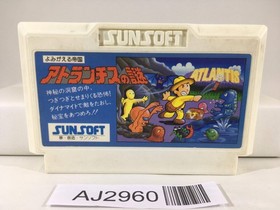 SUNSOFT
よみがえる帝国
アトランチスの謎
神秘の洞窟の中、
つぎつぎとせまりくる恐怖!
ダイナマイトで敵をたおし、
秘宝をあつめろ!!
ATLANTIS
SUNSOFT
AJ2960